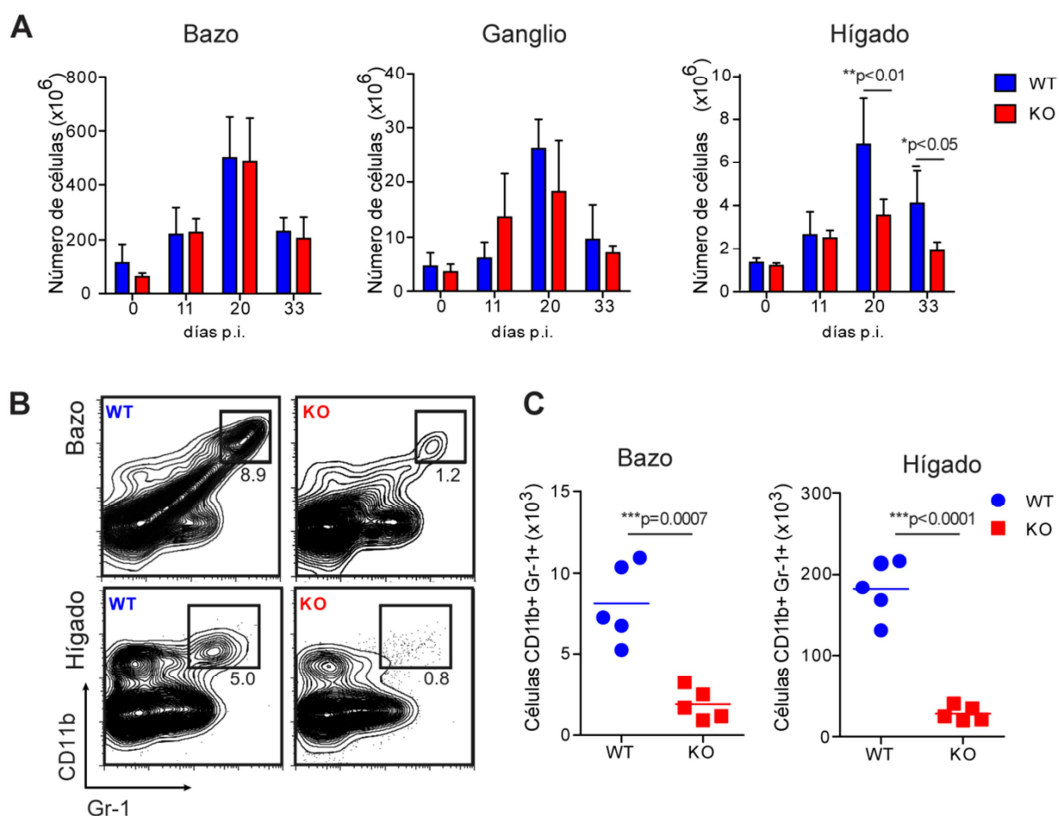 A
Bazo
Ganglio
Hígado
Número de células (x10⁶)
800
600
400
200
0
0 11 20 33
días p.i.
Número de células (x10⁶)
40
30
20
10
0
0 11 20 33
días p.i.
Número de células (x10⁶)
10
8
6
4
2
0
**p<0.01
*p<0.05
0 11 20 33
días p.i.
WT
KO
B
Bazo
WT
8.9
KO
1.2
Hígado
WT
5.0
KO
0.8
CD11b
Gr-1
C
Bazo
Células CD11b+ Gr-1+ (x10³)
15
10
5
0
***p=0.0007
WT KO
Hígado
Células CD11b+ Gr-1+ (x10³)
300
200
100
0
***p<0.0001
WT KO
WT
KO